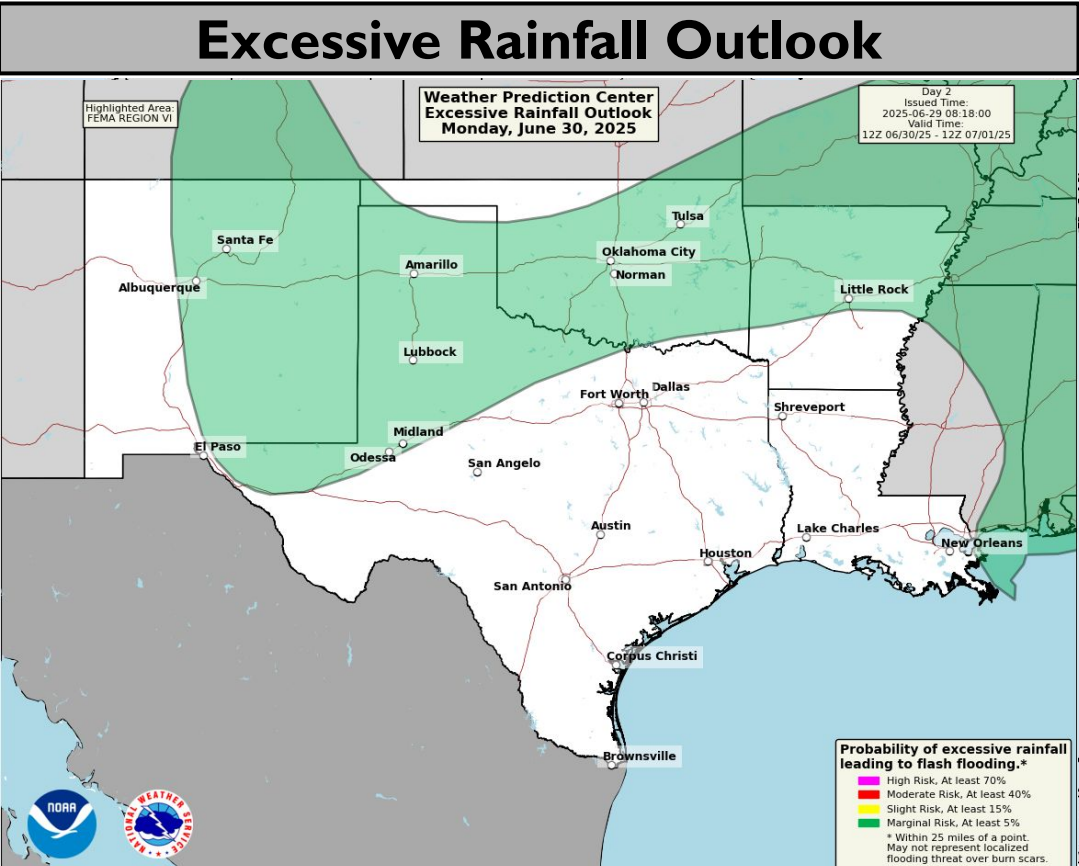 Excessive Rainfall Outlook
Highlighted Area:
FEMA REGION VI
Weather Prediction Center
Excessive Rainfall Outlook
Monday, June 30, 2025
Day 2
Issued Time:
2025-06-29 08:18:00
Valid Time:
12Z 06/30/25 - 12Z 07/01/25
Tulsa
Santa Fe
Oklahoma City
Amarillo
Norman
Albuquerque
Little Rock
Lubbock
Dallas
Fort Worth
Shreveport
Midland
El Paso
Odessa
San Angelo
Austin
Lake Charles
New Orleans
Houston
San Antonio
Corpus Christi
Brownsville
Probability of excessive rainfall
leading to flash flooding.*
High Risk, At least 70%
Moderate Risk, At least 40%
Slight Risk, At least 15%
Marginal Risk, At least 5%
* Within 25 miles of a point.
May not represent localized
flooding threat over burn scars.
NOAA
NATIONAL WEATHER SERVICE